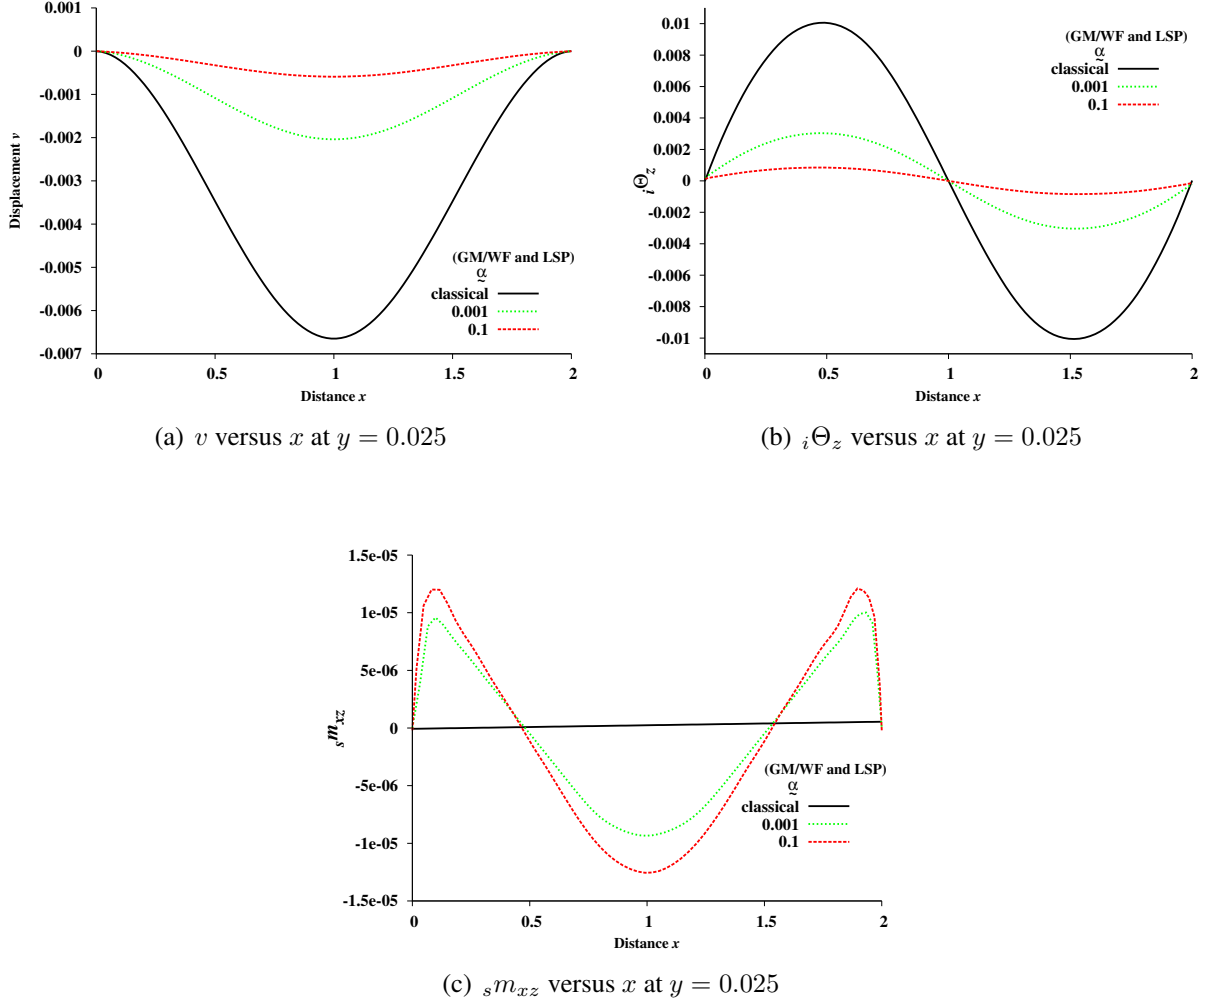 0.001
0
-0.001
-0.002
-0.003
-0.004
-0.005
-0.006
-0.007
Displacement v
(GM/WF and LSP)
α̰
classical
0.001
0.1
0 0.5 1 1.5 2
Distance x
(a) v versus x at y = 0.025
0.01
0.008
0.006
0.004
0.002
0
-0.002
-0.004
-0.006
-0.008
-0.01
iΘz
(GM/WF and LSP)
α̰
classical
0.001
0.1
0 0.5 1 1.5 2
Distance x
(b) iΘz versus x at y = 0.025
1.5e-05
1e-05
5e-06
0
-5e-06
-1e-05
-1.5e-05
smxz
(GM/WF and LSP)
α̰
classical
0.001
0.1
0 0.5 1 1.5 2
Distance x
(c) smxz versus x at y = 0.025